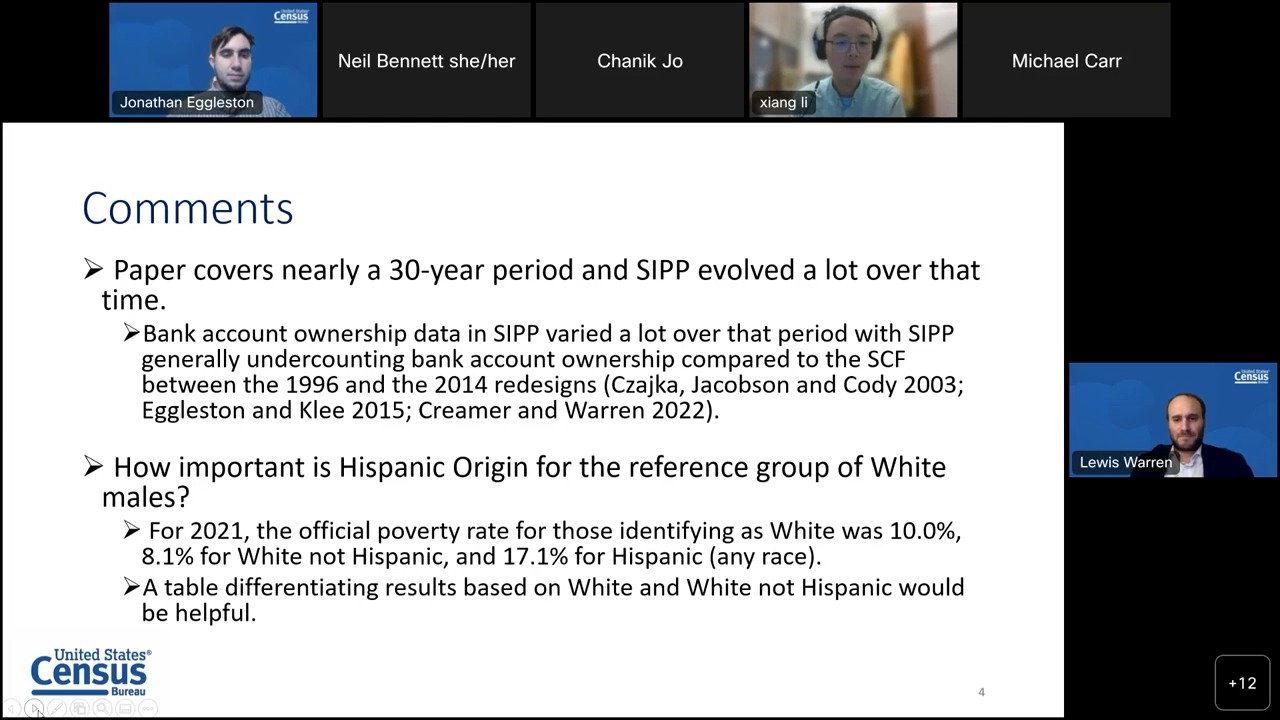 United States®
Census
Bureau
Jonathan Eggleston
Neil Bennett she/her
Chanik Jo
xiang li
Michael Carr
Comments
➢ Paper covers nearly a 30-year period and SIPP evolved a lot over that
time.
➢Bank account ownership data in SIPP varied a lot over that period with SIPP
generally undercounting bank account ownership compared to the SCF
between the 1996 and the 2014 redesigns (Czajka, Jacobson and Cody 2003;
Eggleston and Klee 2015; Creamer and Warren 2022).
➢ How important is Hispanic Origin for the reference group of White
males?
➢ For 2021, the official poverty rate for those identifying as White was 10.0%,
8.1% for White not Hispanic, and 17.1% for Hispanic (any race).
➢A table differentiating results based on White and White not Hispanic would
be helpful.
United States®
Census
Bureau
4
United States®
Census
Bureau
Lewis Warren
+12